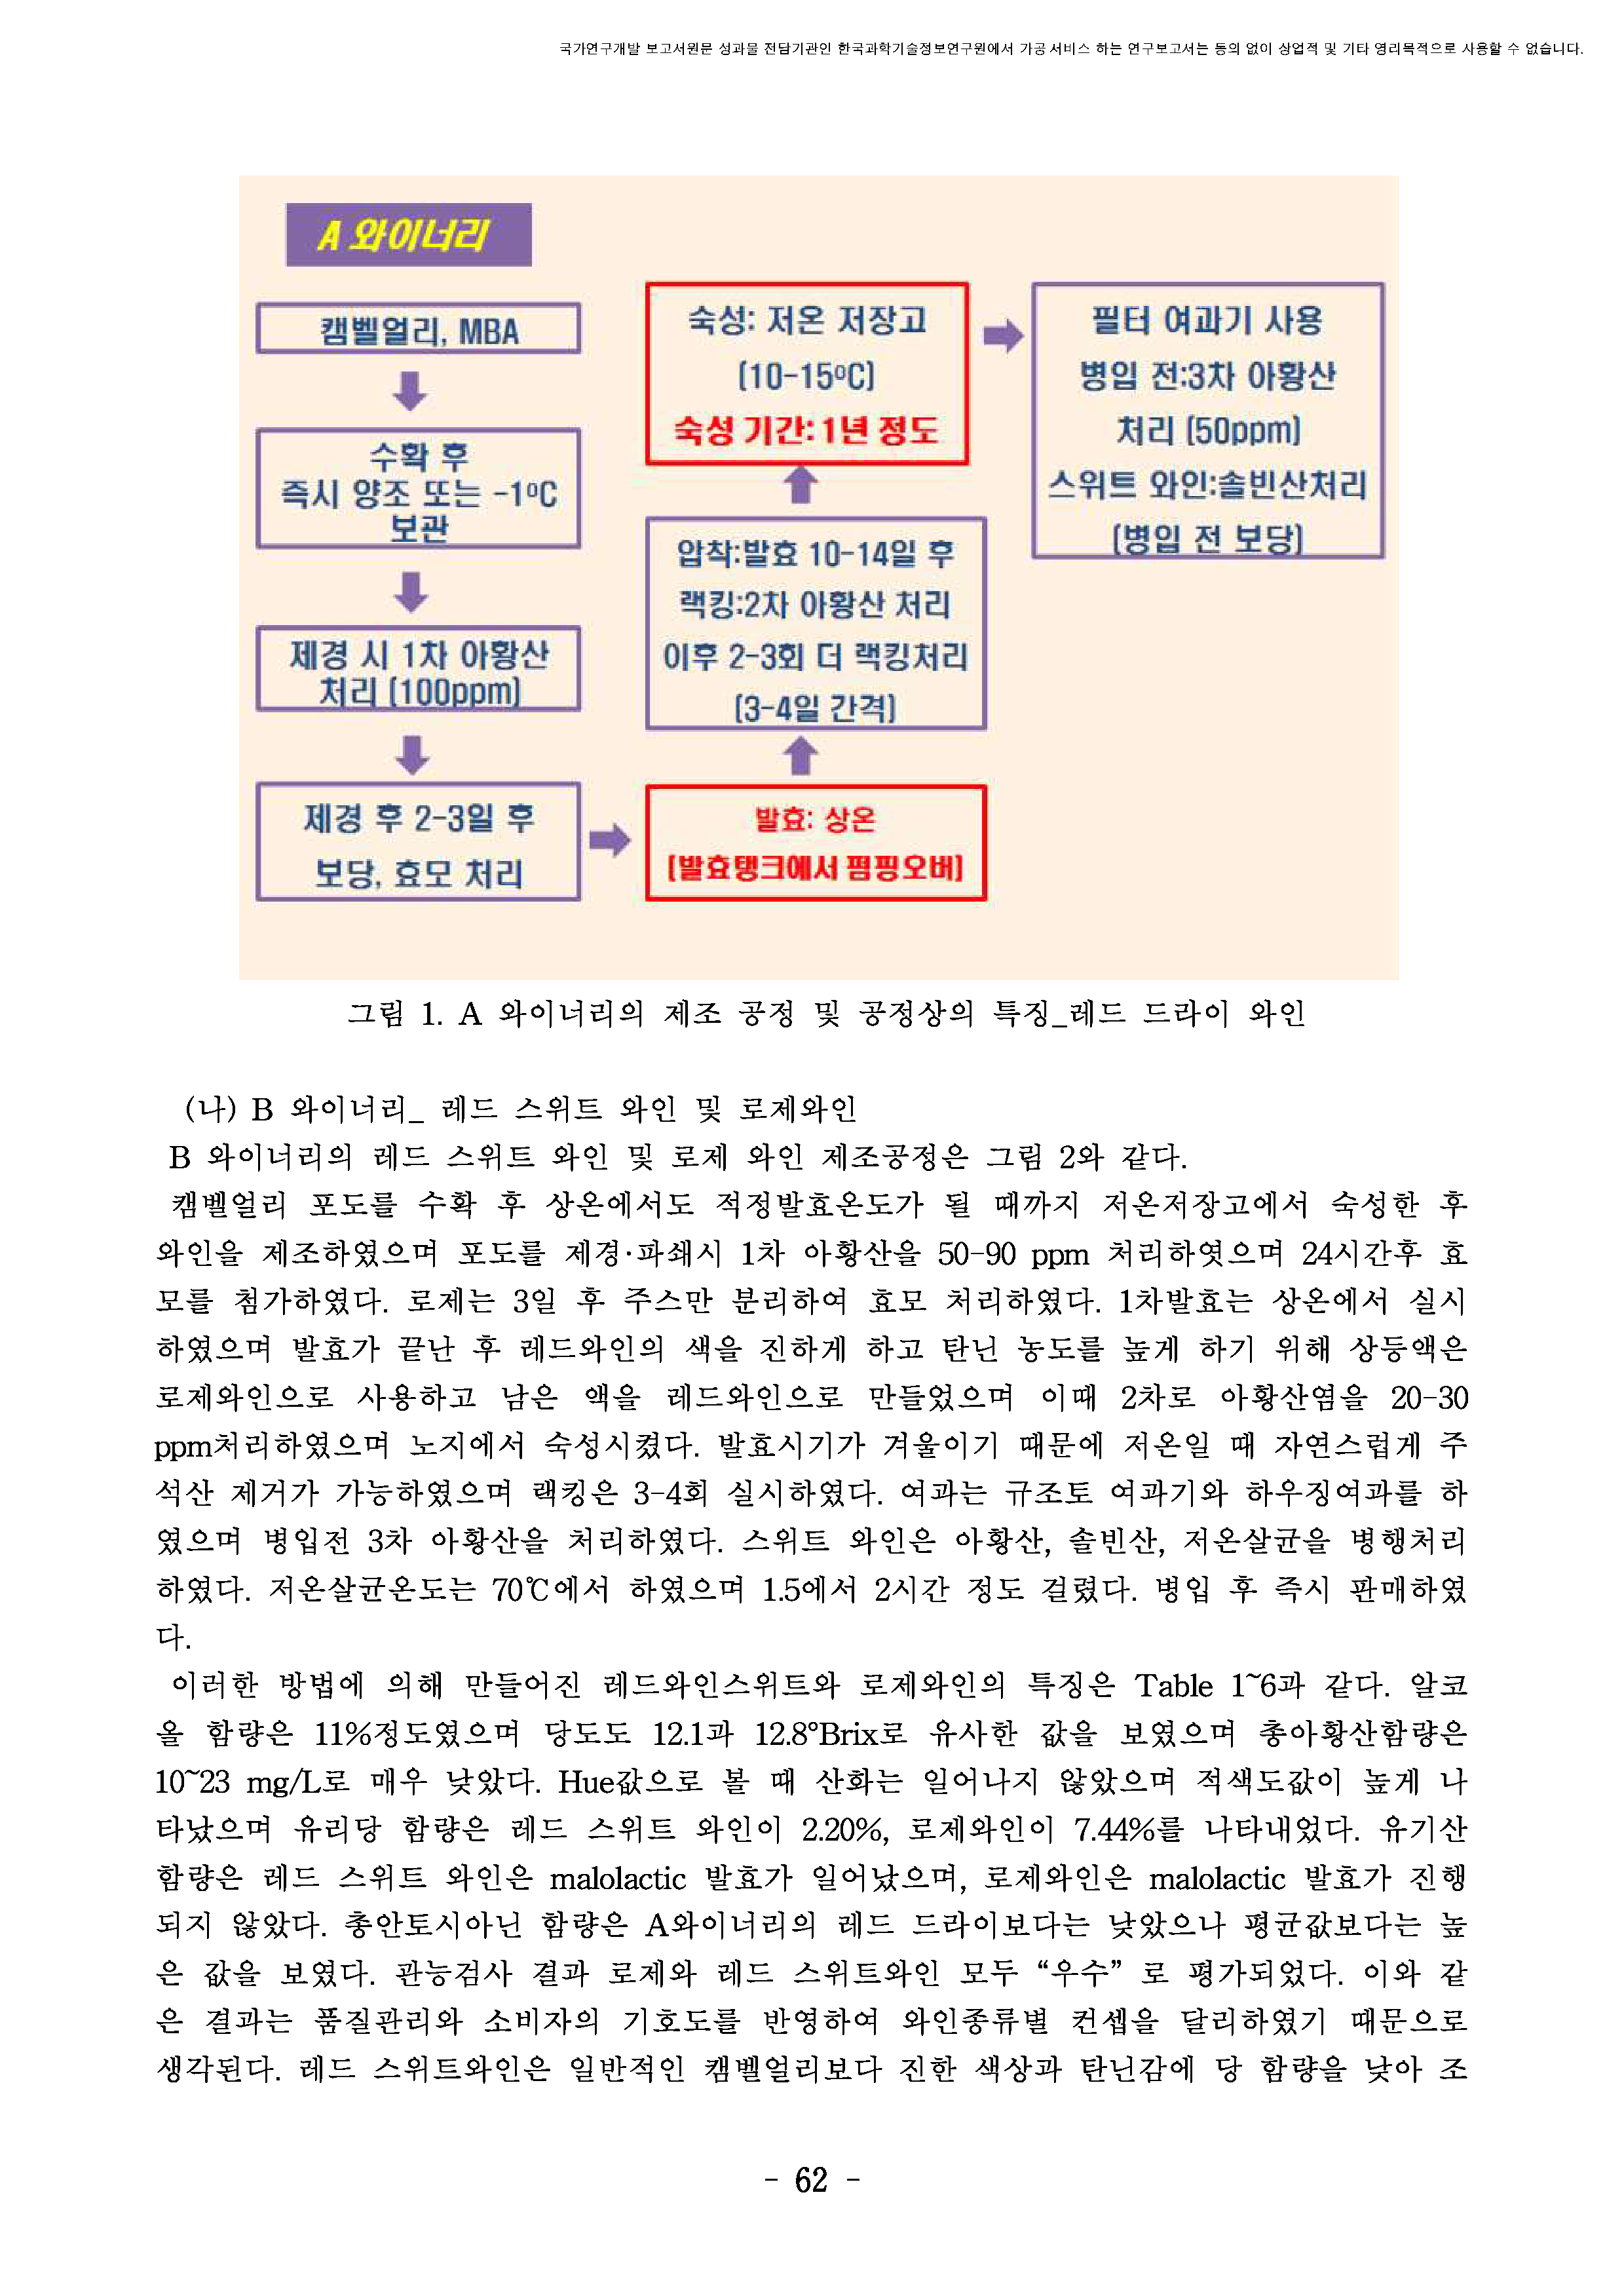 국가연구개발 보고서원문 성과물 전담기관인 한국과학기술정보연구원에서 가공·서비스 하는 연구보고서는 동의 없이 상업적 및 기타 영리목적으로 사용할 수 없습니다.
A 와이너리
캠벨얼리, MBA
수확 후
즉시 양조 또는 -1ºC
보관
제경 시 1차 아황산
처리 (100ppm)
제경 후 2-3일 후
보당, 효모 처리
발효: 상온
(발효탱크에서 펌핑오버)
압착:발효 10-14일 후
랙킹:2차 아황산 처리
이후 2-3회 더 랙킹처리
(3-4일 간격)
숙성: 저온 저장고
(10-15ºC)
숙성 기간: 1년 정도
필터 여과기 사용
병입 전:3차 아황산
처리 (50ppm)
스위트 와인:솔빈산처리
(병입 전 보당)
그림 1. A 와이너리의 제조 공정 및 공정상의 특징_레드 드라이 와인
(나) B 와이너리_ 레드 스위트 와인 및 로제와인
B 와이너리의 레드 스위트 와인 및 로제 와인 제조공정은 그림 2와 같다.
캠벨얼리 포도를 수확 후 상온에서도 적정발효온도가 될 때까지 저온저장고에서 숙성한 후
와인을 제조하였으며 포도를 제경·파쇄시 1차 아황산을 50-90 ppm 처리하엿으며 24시간후 효
모를 첨가하였다. 로제는 3일 후 주스만 분리하여 효모 처리하였다. 1차발효는 상온에서 실시
하였으며 발효가 끝난 후 레드와인의 색을 진하게 하고 탄닌 농도를 높게 하기 위해 상등액은
로제와인으로 사용하고 남은 액을 레드와인으로 만들었으며 이때 2차로 아황산염을 20-30
ppm처리하였으며 노지에서 숙성시켰다. 발효시기가 겨울이기 때문에 저온일 때 자연스럽게 주
석산 제거가 가능하였으며 랙킹은 3-4회 실시하였다. 여과는 규조토 여과기와 하우징여과를 하
였으며 병입전 3차 아황산을 처리하였다. 스위트 와인은 아황산, 솔빈산, 저온살균을 병행처리
하였다. 저온살균온도는 70℃에서 하였으며 1.5에서 2시간 정도 걸렸다. 병입 후 즉시 판매하였
다.
이러한 방법에 의해 만들어진 레드와인스위트와 로제와인의 특징은 Table 1~6과 같다. 알코
올 함량은 11%정도였으며 당도도 12.1과 12.8°Brix로 유사한 값을 보였으며 총아황산함량은
10~23 mg/L로 매우 낮았다. Hue값으로 볼 때 산화는 일어나지 않았으며 적색도값이 높게 나
타났으며 유리당 함량은 레드 스위트 와인이 2.20%, 로제와인이 7.44%를 나타내었다. 유기산
함량은 레드 스위트 와인은 malolactic 발효가 일어났으며, 로제와인은 malolactic 발효가 진행
되지 않았다. 총안토시아닌 함량은 A와이너리의 레드 드라이보다는 낮았으나 평균값보다는 높
은 값을 보였다. 관능검사 결과 로제와 레드 스위트와인 모두 “우수” 로 평가되었다. 이와 같
은 결과는 품질관리와 소비자의 기호도를 반영하여 와인종류별 컨셉을 달리하였기 때문으로
생각된다. 레드 스위트와인은 일반적인 캠벨얼리보다 진한 색상과 탄닌감에 당 함량을 낮아 조
- 62 -